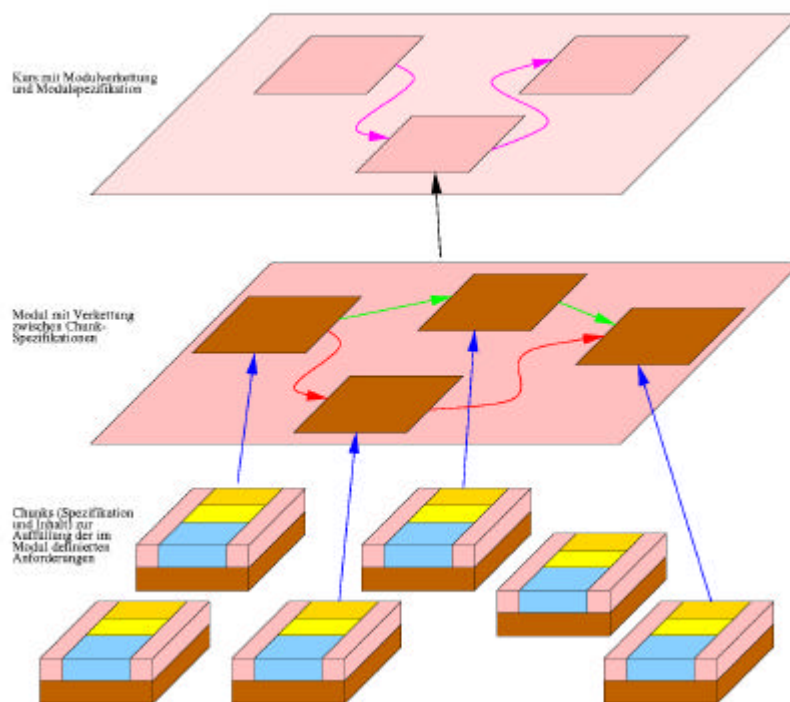 Kurs mit Modulverkettung
und Modulspezifikation
Modul mit Verkettung
zwischen Chunk-
Spezifikationen
Chunks (Spezifikation
und Inhalt) zur
Auffüllung der im
Modul definierten
Anforderungen